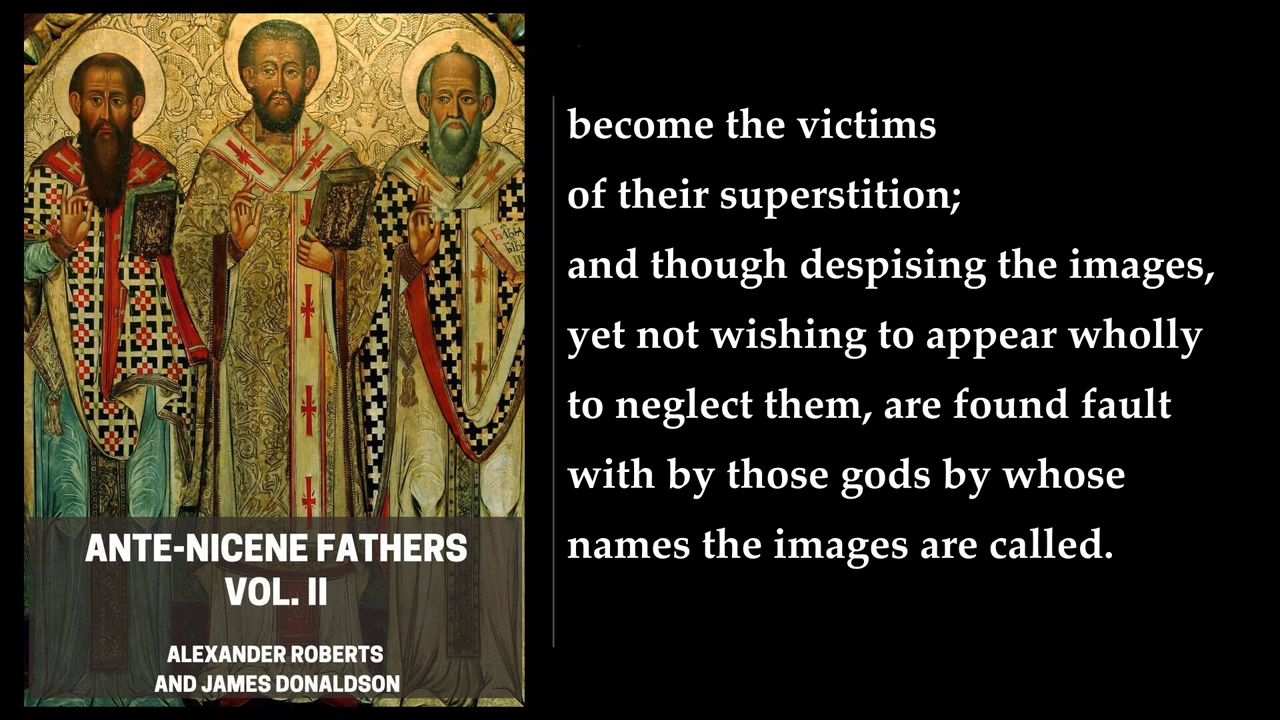 become the victims
of their superstition;
and though despising the images,
yet not wishing to appear wholly
to neglect them, are found fault
with by those gods by whose
names the images are called.
ANTE-NICENE FATHERS
VOL. II
ALEXANDER ROBERTS
AND JAMES DONALDSON